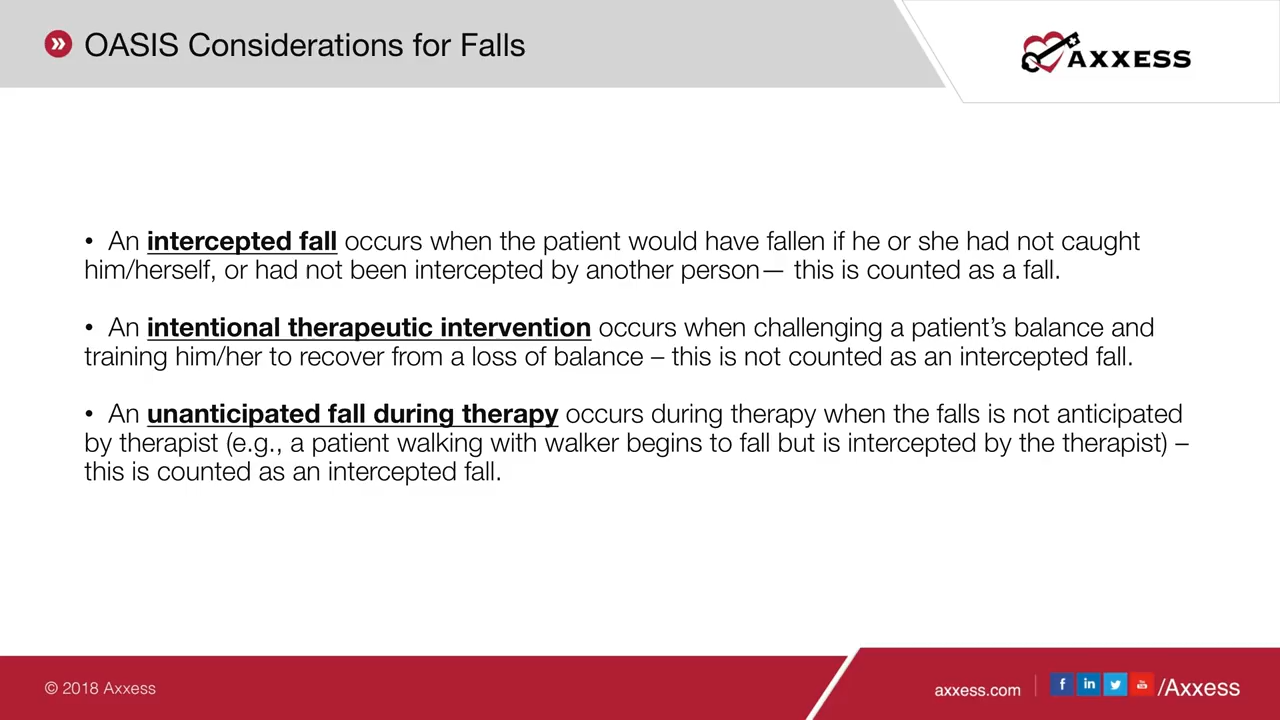 OASIS Considerations for Falls
AXXESS
• An intercepted fall occurs when the patient would have fallen if he or she had not caught
him/herself, or had not been intercepted by another person— this is counted as a fall.
• An intentional therapeutic intervention occurs when challenging a patient’s balance and
training him/her to recover from a loss of balance – this is not counted as an intercepted fall.
• An unanticipated fall during therapy occurs during therapy when the falls is not anticipated
by therapist (e.g., a patient walking with walker begins to fall but is intercepted by the therapist) –
this is counted as an intercepted fall.
© 2018 Axxess
axxess.com
/Axxess